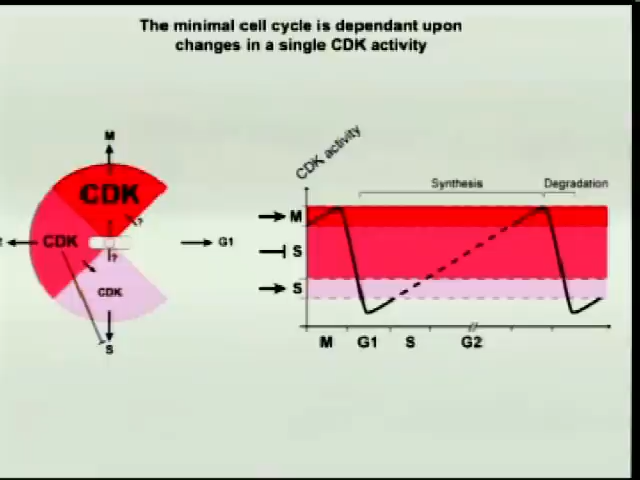 The minimal cell cycle is dependant upon
changes in a single CDK activity
CDK activity
M
Synthesis
Degradation
CDK
M
?
CDK
G1
S
?
CDK
S
S
M
G1
S
G2